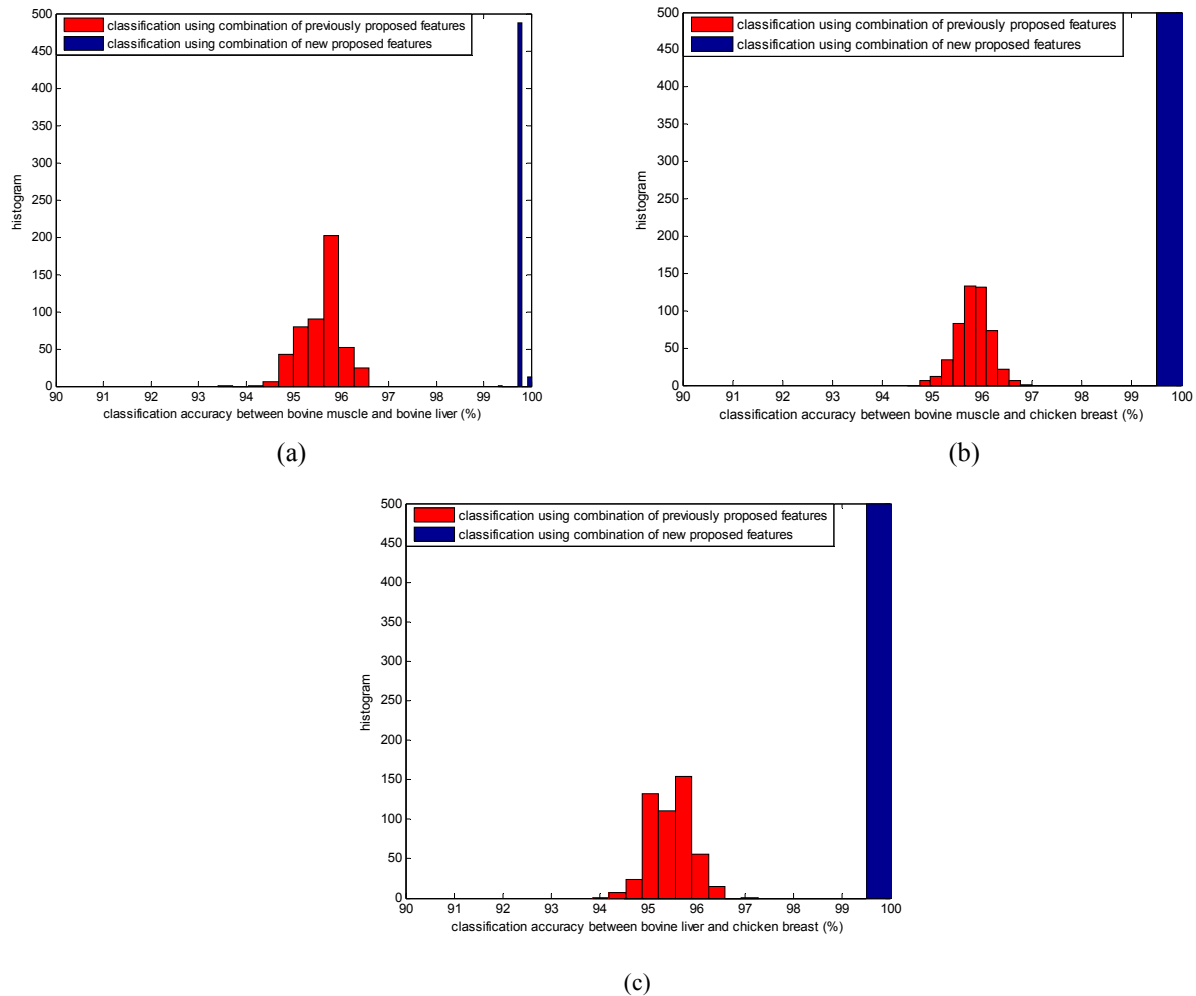 classification using combination of previously proposed features
classification using combination of new proposed features
500
450
400
350
300
250
200
150
100
50
0
histogram
90 91 92 93 94 95 96 97 98 99 100
classification accuracy between bovine muscle and bovine liver (%)
(a)
classification using combination of previously proposed features
classification using combination of new proposed features
500
450
400
350
300
250
200
150
100
50
0
histogram
90 91 92 93 94 95 96 97 98 99 100
classification accuracy between bovine muscle and chicken breast (%)
(b)
classification using combination of previously proposed features
classification using combination of new proposed features
500
450
400
350
300
250
200
150
100
50
0
histogram
90 91 92 93 94 95 96 97 98 99 100
classification accuracy between bovine liver and chicken breast (%)
(c)